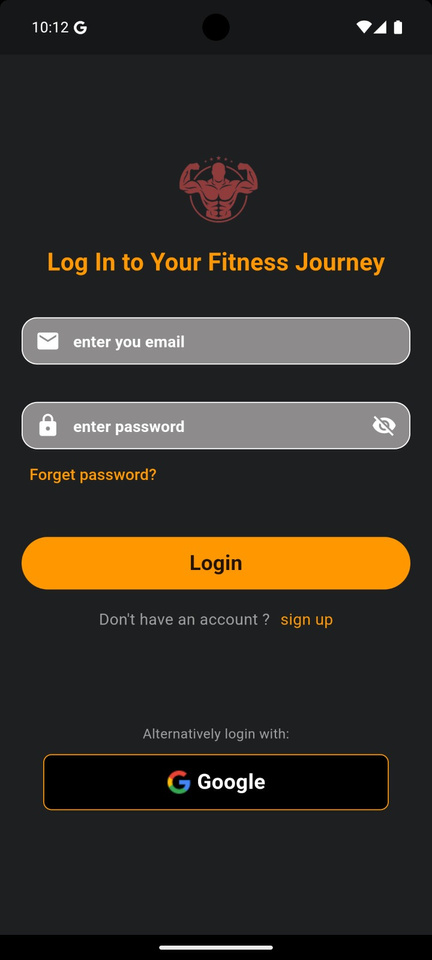 10:12 G
Log In to Your Fitness Journey
enter you email
enter password
Forget password?
Login
Don't have an account ? sign up
Alternatively login with:
Google